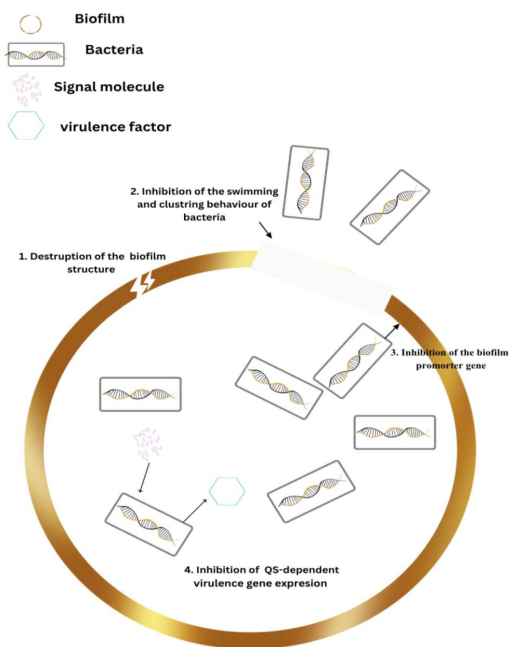 Biofilm
Bacteria
Signal molecule
virulence factor
2. Inhibition of the swimming
and clustring behaviour of
bacteria
1. Destruption of the biofilm
structure
3. Inhibition of the biofilm
promorter gene
4. Inhibition of QS-dependent
virulence gene expresion